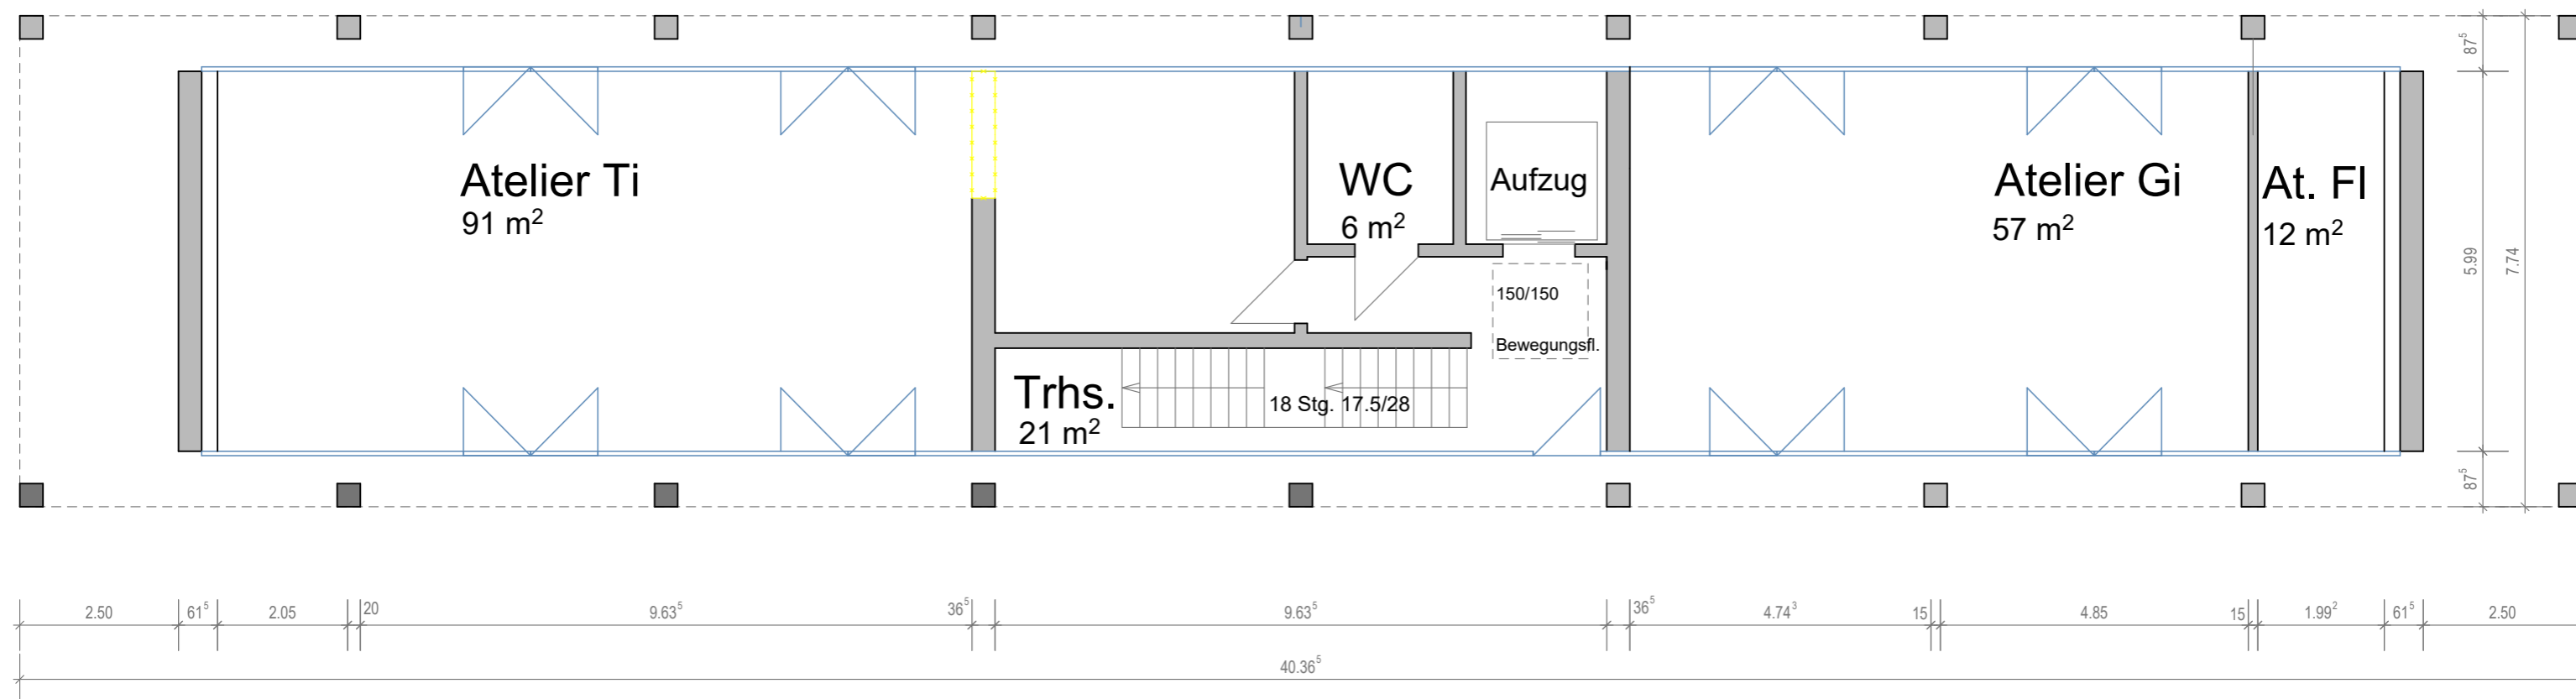 87⁵
Atelier Ti
91 m²
WC
6 m²
Aufzug
Atelier Gi
57 m²
At. Fl
12 m²
5.99
7.74
150/150
Bewegungsfl.
Trhs.
21 m²
18 Stg. 17.5/28
87⁵
2.50 61⁵ 2.05 20 9.63⁵ 36⁵ 9.63⁵ 36⁵ 4.74³ 15 4.85 15 1.99² 61⁵ 2.50
40.36⁵